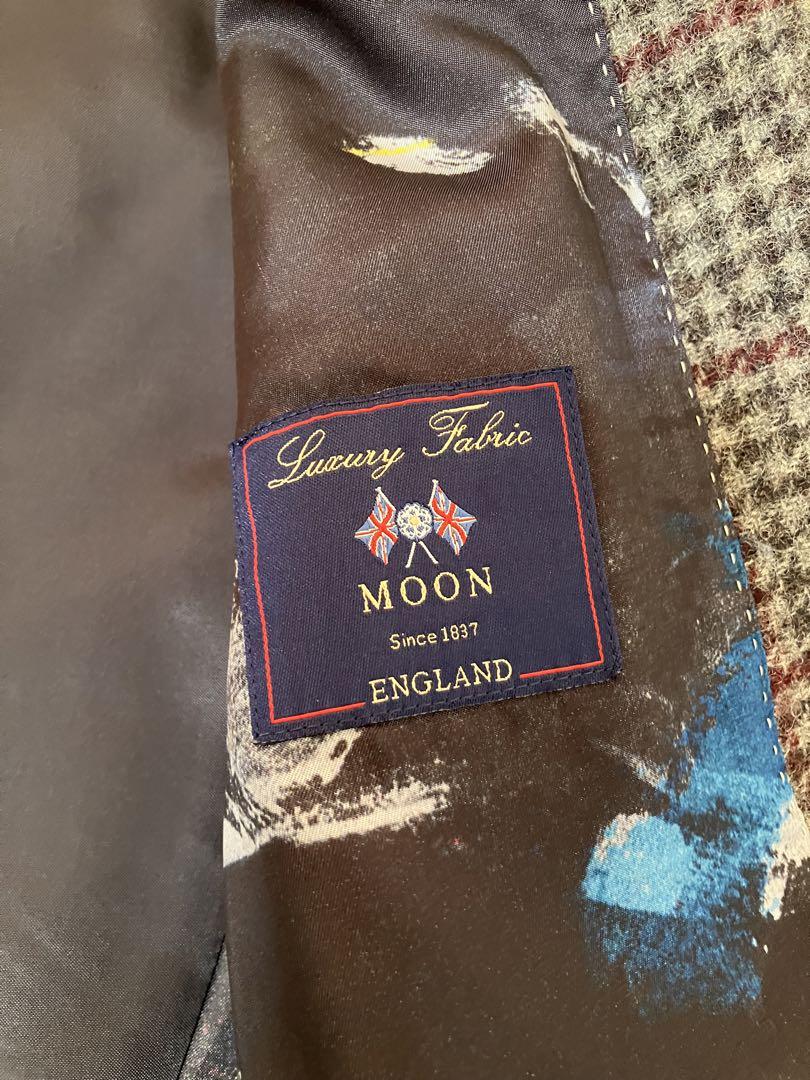 Luxury Fabric
MOON
Since 1837
ENGLAND